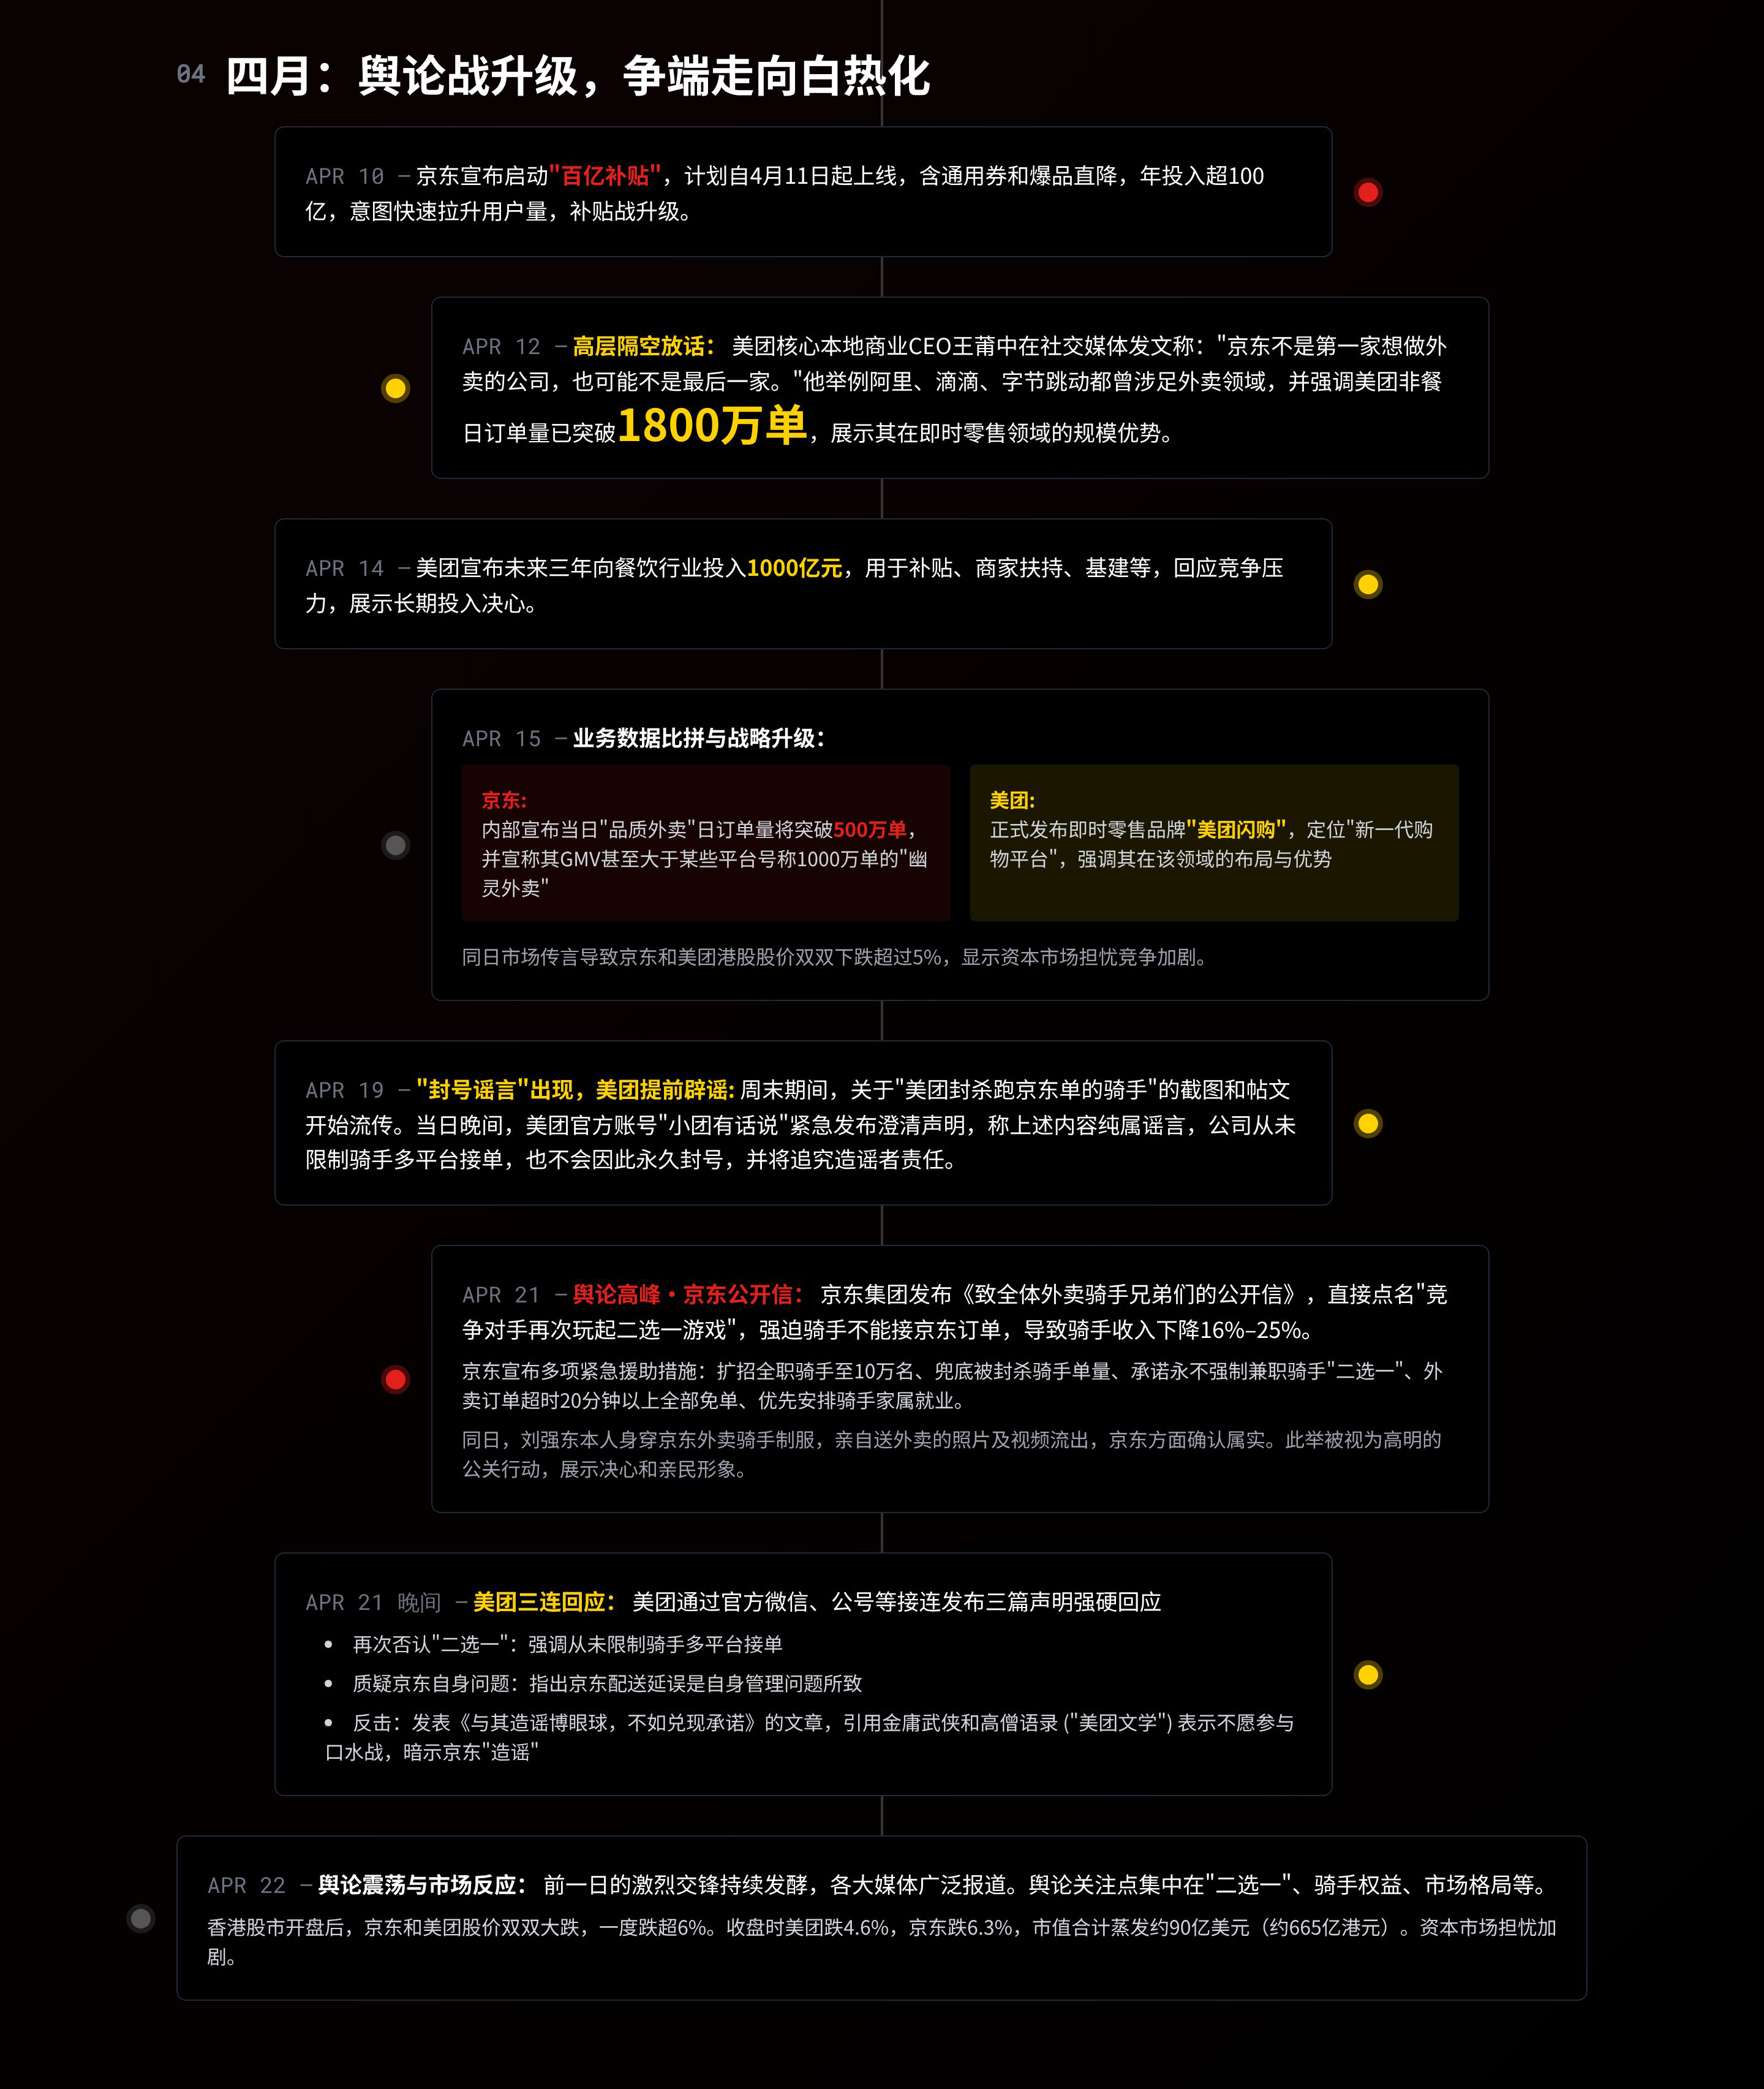 04 四月：舆论战升级，争端走向白热化
APR 10 — 京东宣布启动"百亿补贴"，计划自4月11日起上线，含通用券和爆品直降，年投入超100
亿，意图快速拉升用户量，补贴战升级。
APR 12 — 高层隔空放话： 美团核心本地商业CEO王莆中在社交媒体发文称："京东不是第一家想做外
卖的公司，也可能不是最后一家。"他举例阿里、滴滴、字节跳动都曾涉足外卖领域，并强调美团非餐
日订单量已突破1800万单，展示其在即时零售领域的规模优势。
APR 14 — 美团宣布未来三年向餐饮行业投入1000亿元，用于补贴、商家扶持、基建等，回应竞争压
力，展示长期投入决心。
APR 15 — 业务数据比拼与战略升级：
京东:
内部宣布当日"品质外卖"日订单量将突破500万单，
并宣称其GMV甚至大于某些平台号称1000万单的"幽
灵外卖"
美团:
正式发布即时零售品牌"美团闪购"，定位"新一代购
物平台"，强调其在该领域的布局与优势
同日市场传言导致京东和美团港股股价双双下跌超过5%，显示资本市场担忧竞争加剧。
APR 19 — "封号谣言"出现，美团提前辟谣: 周末期间，关于"美团封杀跑京东单的骑手"的截图和帖文
开始流传。当日晚间，美团官方账号"小团有话说"紧急发布澄清声明，称上述内容纯属谣言，公司从未
限制骑手多平台接单，也不会因此永久封号，并将追究造谣者责任。
APR 21 — 舆论高峰·京东公开信： 京东集团发布《致全体外卖骑手兄弟们的公开信》，直接点名"竞
争对手再次玩起二选一游戏"，强迫骑手不能接京东订单，导致骑手收入下降16%–25%。
京东宣布多项紧急援助措施：扩招全职骑手至10万名、兜底被封杀骑手单量、承诺永不强制兼职骑手"二选一"、外
卖订单超时20分钟以上全部免单、优先安排骑手家属就业。
同日，刘强东本人身穿京东外卖骑手制服，亲自送外卖的照片及视频流出，京东方面确认属实。此举被视为高明的
公关行动，展示决心和亲民形象。
APR 21 晚间 — 美团三连回应： 美团通过官方微信、公号等接连发布三篇声明强硬回应
• 再次否认"二选一"：强调从未限制骑手多平台接单
• 质疑京东自身问题：指出京东配送延误是自身管理问题所致
• 反击：发表《与其造谣博眼球，不如兑现承诺》的文章，引用金庸武侠和高僧语录 ("美团文学") 表示不愿参与
口水战，暗示京东"造谣"
APR 22 — 舆论震荡与市场反应： 前一日的激烈交锋持续发酵，各大媒体广泛报道。舆论关注点集中在"二选一"、骑手权益、市场格局等。
香港股市开盘后，京东和美团股价双双大跌，一度跌超6%。收盘时美团跌4.6%，京东跌6.3%，市值合计蒸发约90亿美元（约665亿港元）。资本市场担忧加
剧。